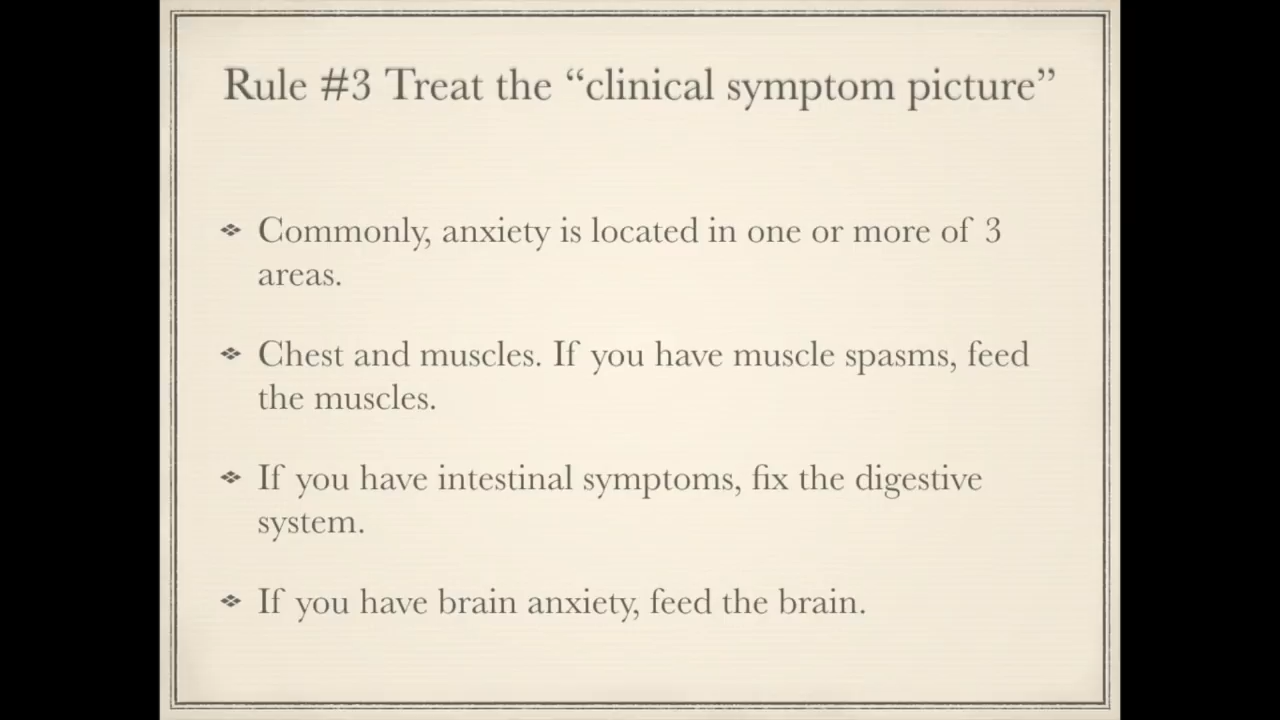 Rule #3 Treat the “clinical symptom picture”
Commonly, anxiety is located in one or more of 3
areas.
Chest and muscles. If you have muscle spasms, feed
the muscles.
If you have intestinal symptoms, fix the digestive
system.
If you have brain anxiety, feed the brain.